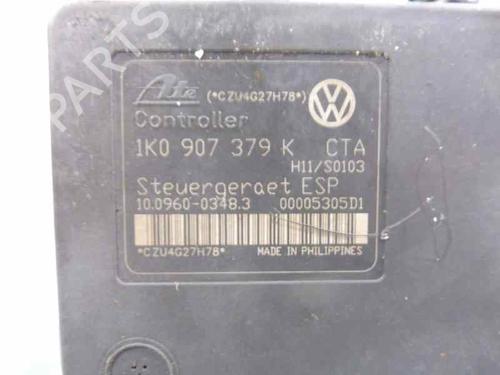 Ate (*CZU4G27H78*)
Controller
1K0 907 379 K CTA
H11/S0103
Steuergeraet ESP
10.0960-0348.3 00005305D1
*CZU4G27H78* MADE IN PHILIPPINES